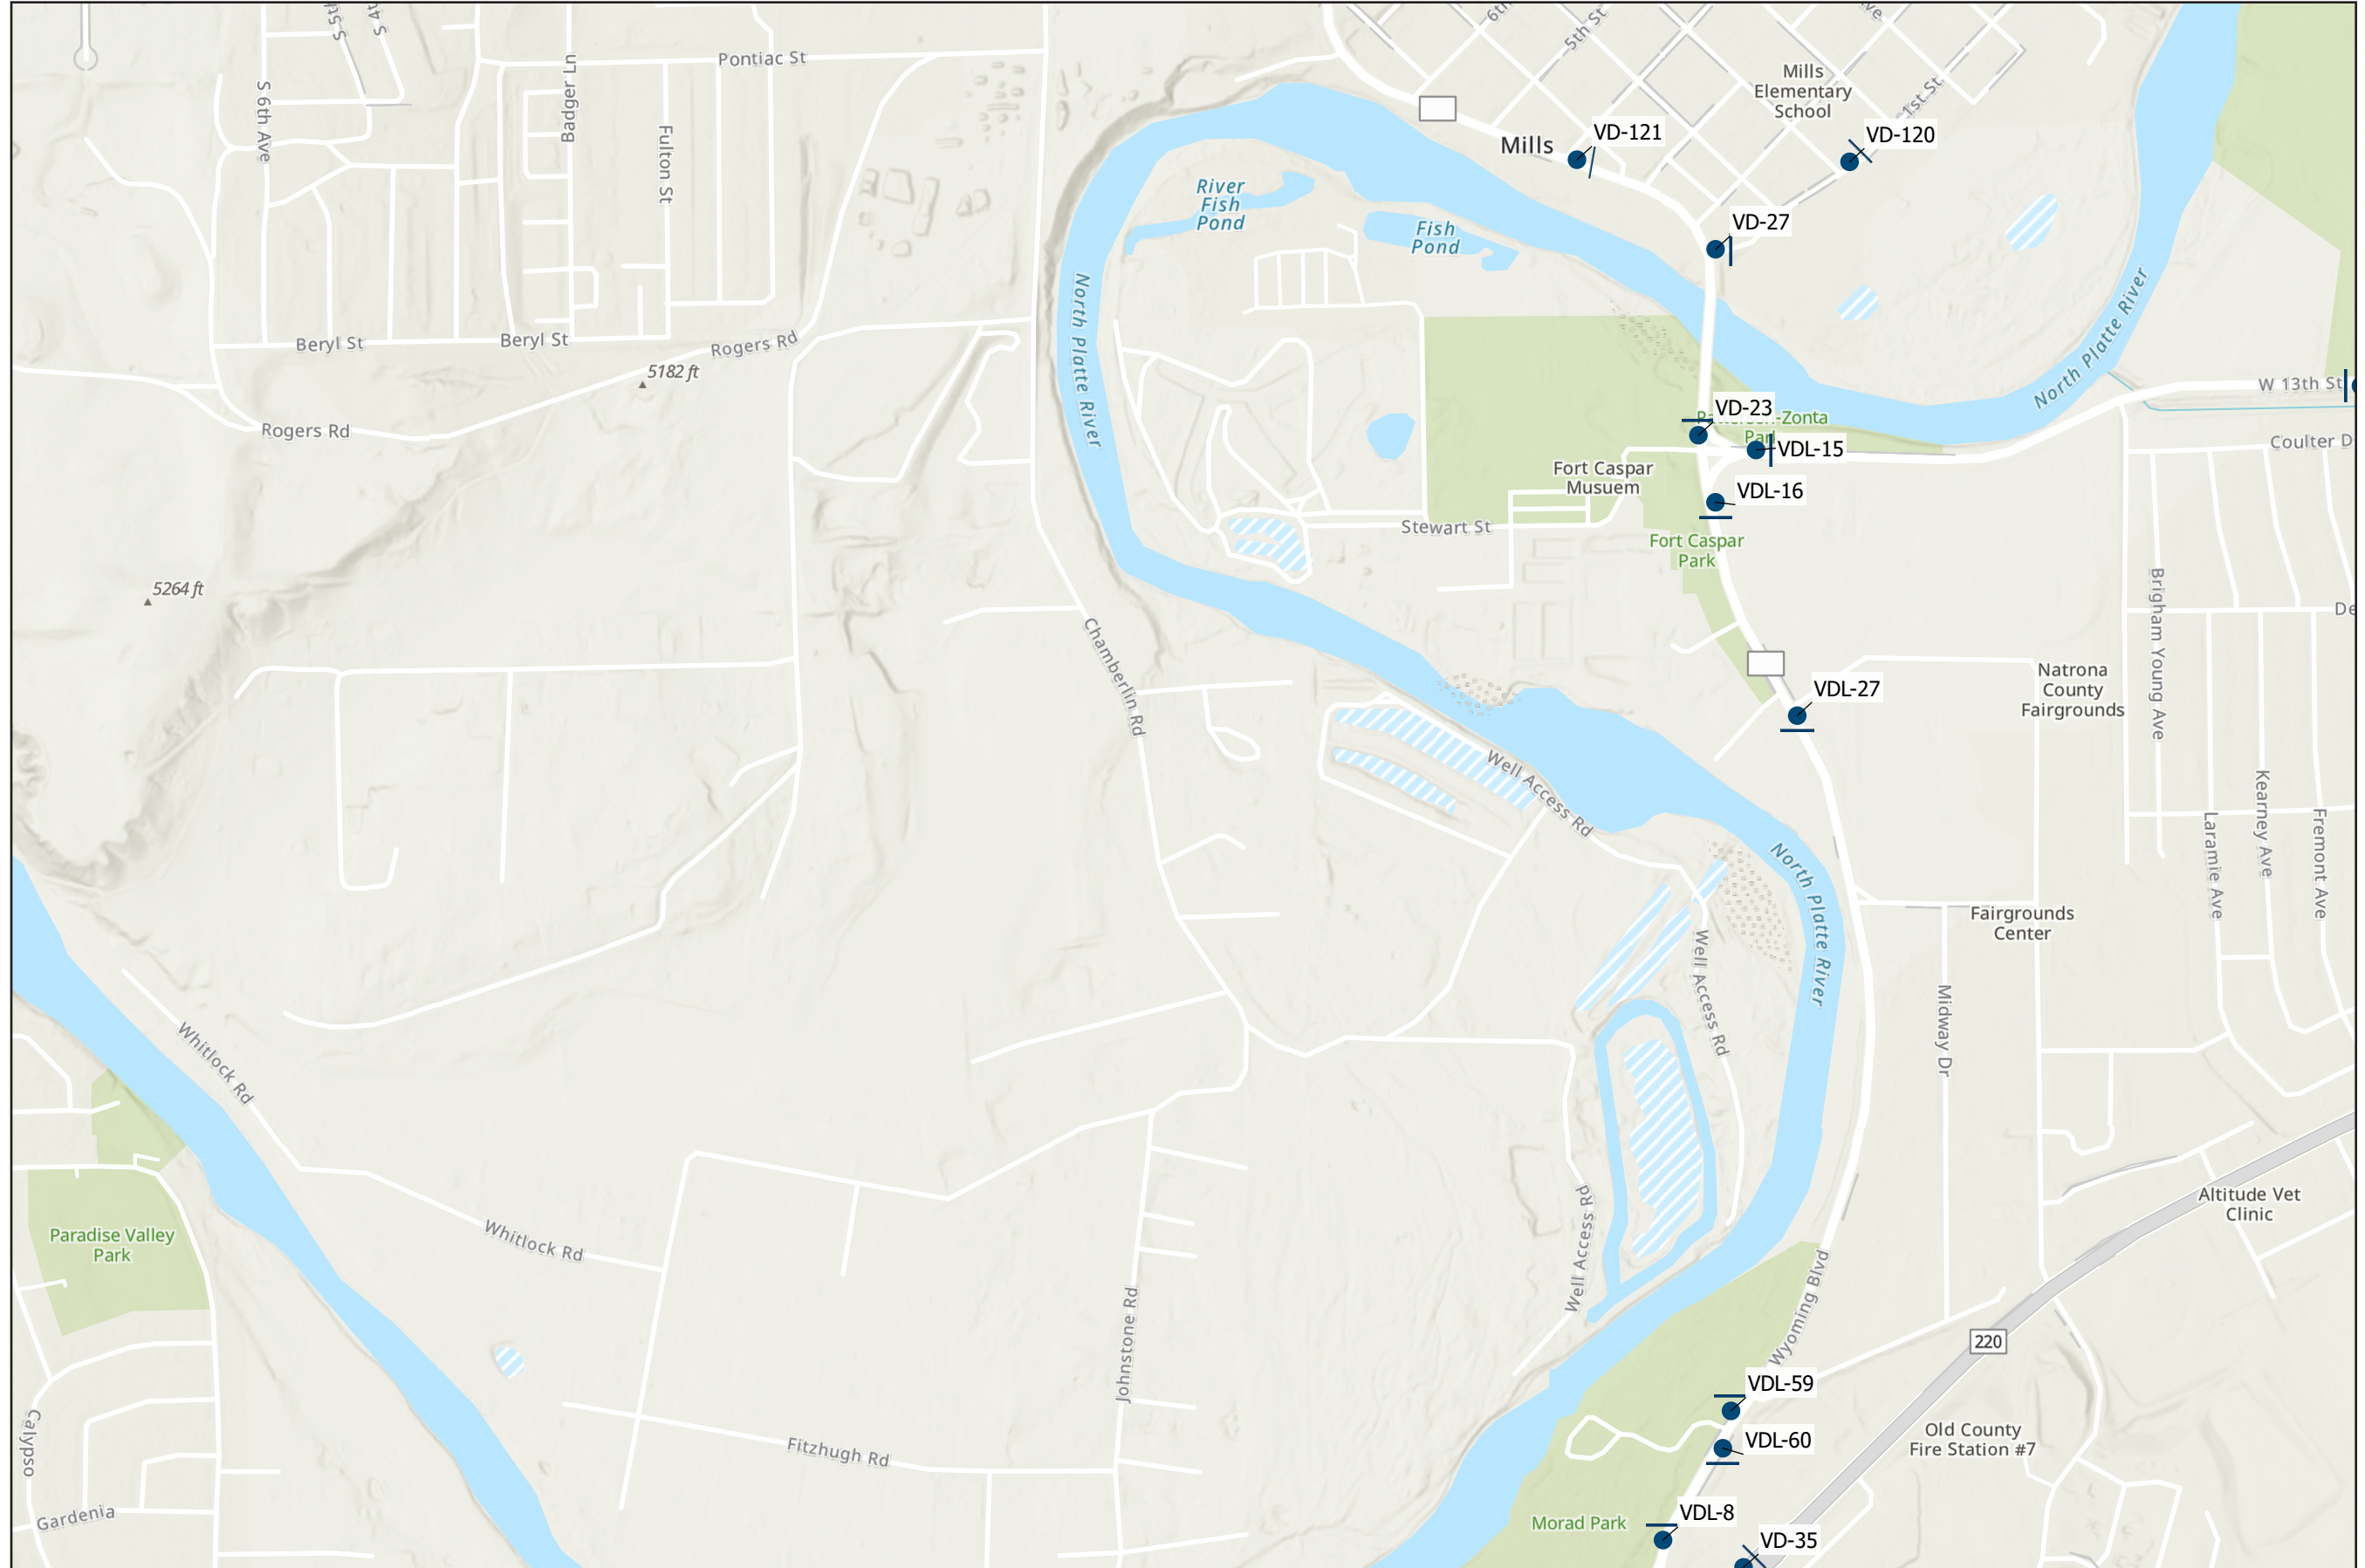 S 5th
S 4th
6th
5th St
Ave
Pontiac St
Badger Ln
S 6th Ave
Fulton St
Mills
Elementary
School
1st St
VD-121
VD-120
Mills
River
Fish
Pond
Fish
Pond
VD-27
North Platte River
North Platte River
Beryl St
Beryl St
Rogers Rd
5182 ft
Rogers Rd
W 13th St
VD-23
VDL-15
Coulter D
Fort Caspar
Musuem
VDL-16
Stewart St
Fort Caspar
Park
5264 ft
De
Brigham Young Ave
Chamberlin Rd
VDL-27
Natrona
County
Fairgrounds
Well Access Rd
Kearney Ave
Laramie Ave
Fremont Ave
North Platte River
Fairgrounds
Center
Well Access Rd
Midway Dr
Whitlock Rd
Altitude Vet
Clinic
Paradise Valley
Park
Whitlock Rd
Well Access Rd
Johnstone Rd
Wyoming Blvd
220
VDL-59
Calypso
Old County
Fire Station #7
VDL-60
Fitzhugh Rd
Gardenia
Morad Park
VDL-8
VD-35